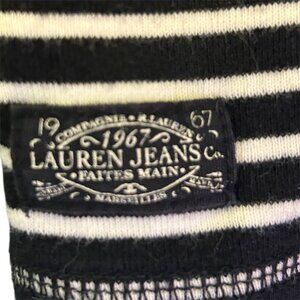 19 67
COMPAGNIE • R. LAUREN
1967
LAUREN JEANS Co.
• FAITES MAIN •
MARSEILLES